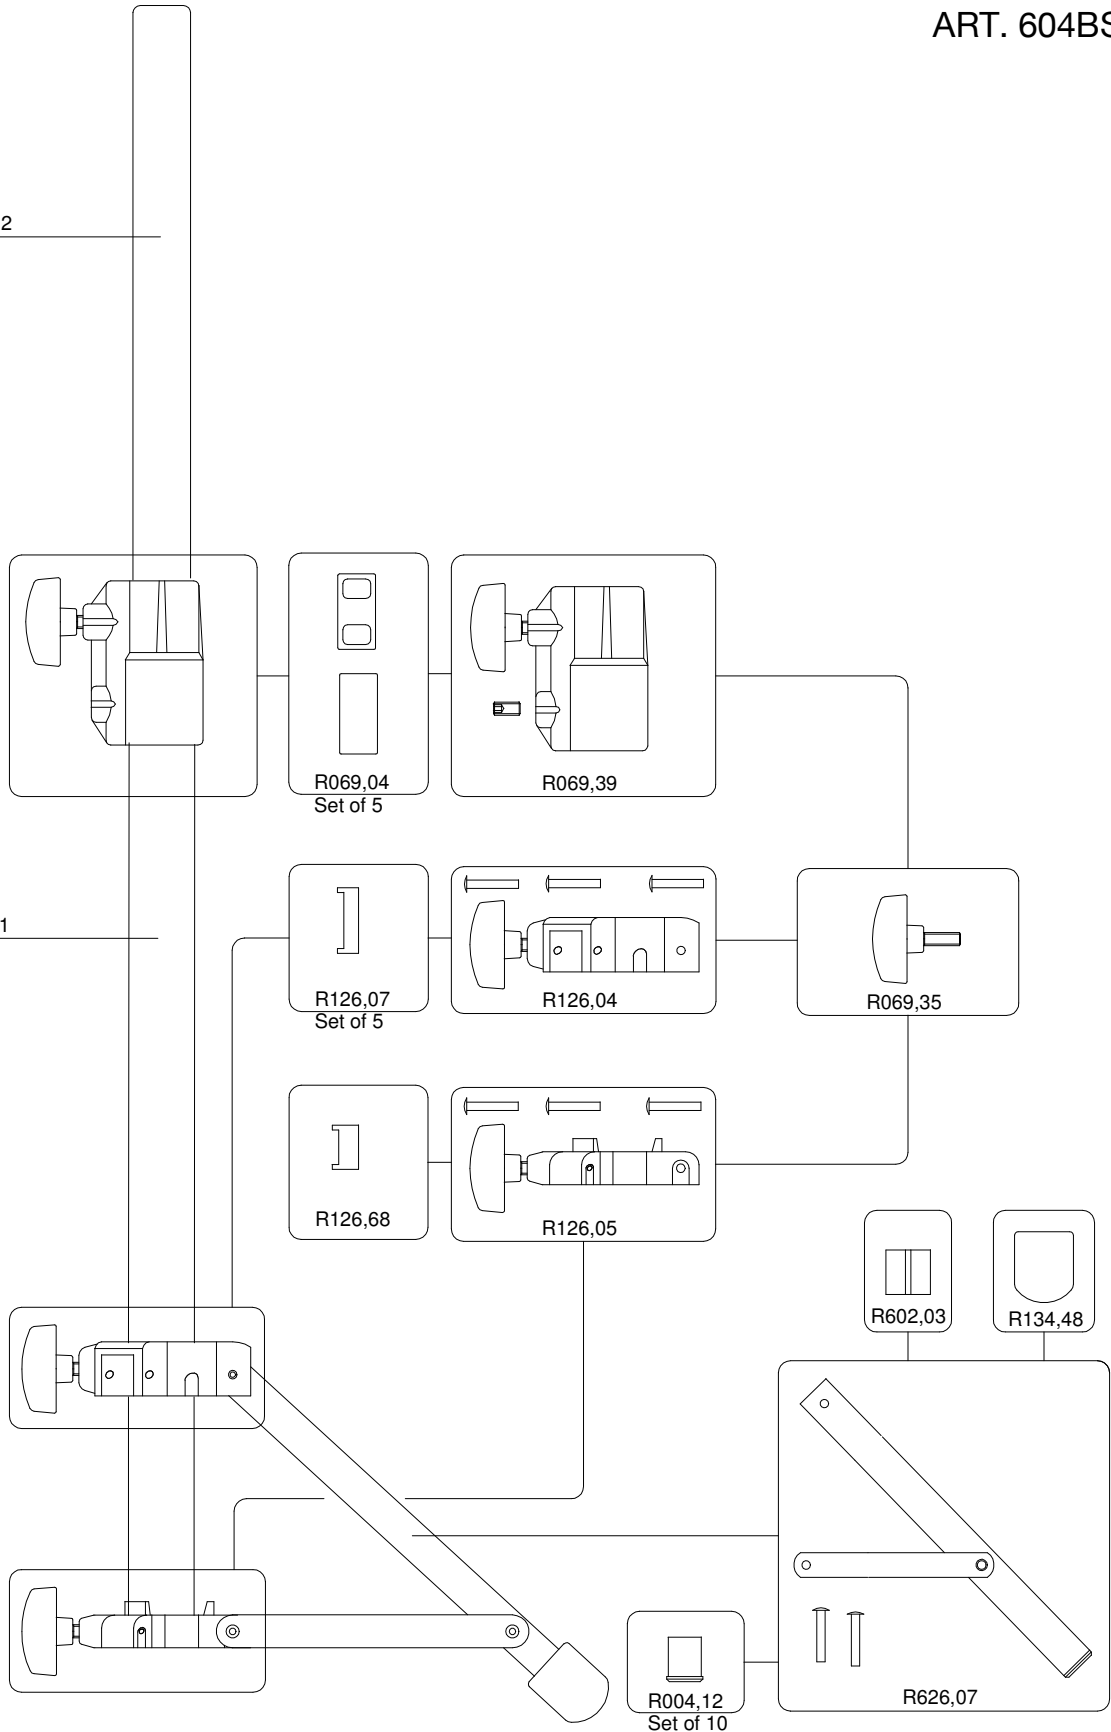 ART. 604BS
2
R069,04
Set of 5
R069,39
1
R126,07
Set of 5
R126,04
R069,35
R126,68
R126,05
R602,03
R134,48
R004,12
Set of 10
R626,07